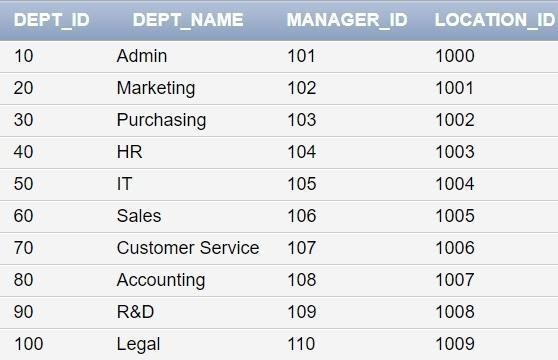 DEPT_ID DEPT_NAME MANAGER_ID LOCATION_ID
10 Admin 101 1000
20 Marketing 102 1001
30 Purchasing 103 1002
40 HR 104 1003
50 IT 105 1004
60 Sales 106 1005
70 Customer Service 107 1006
80 Accounting 108 1007
90 R&D 109 1008
100 Legal 110 1009